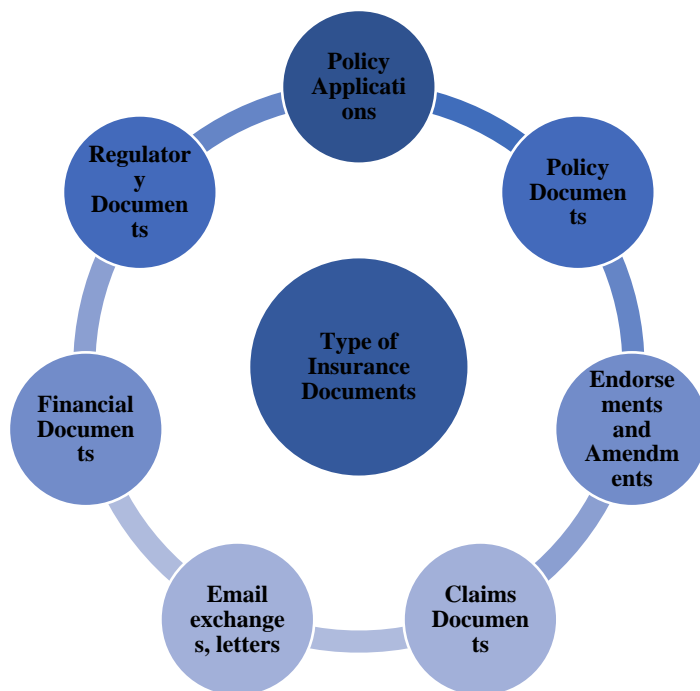 Policy
Applicati
ons
Policy
Documen
ts
Endorse
ments
and
Amendm
ents
Claims
Documen
ts
Email
exchange
s, letters
Financial
Documen
ts
Regulator
y
Documen
ts
Type of
Insurance
Documents